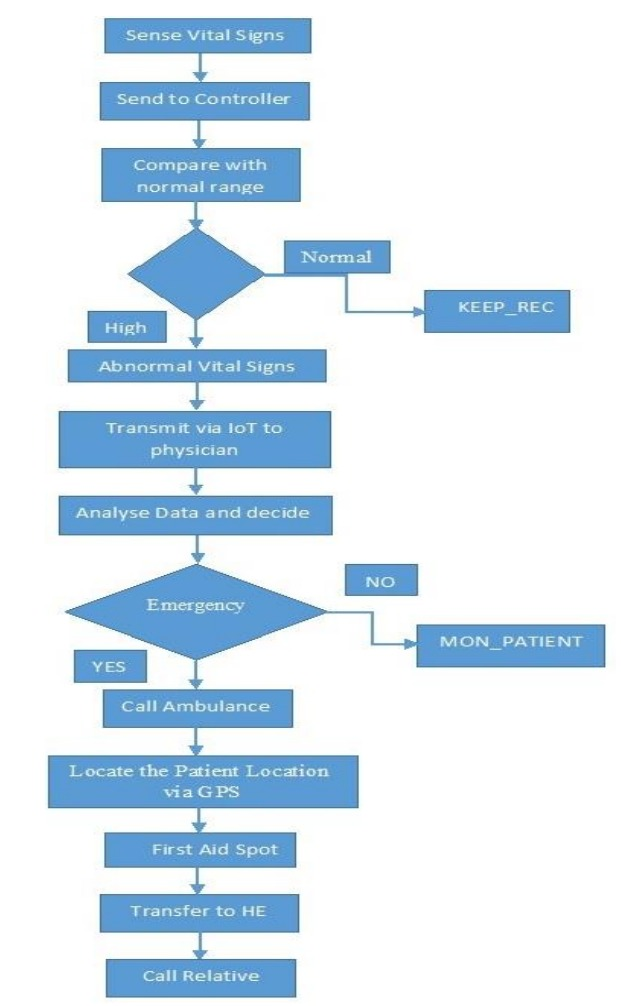 Sense Vital Signs
Send to Controller
Compare with
normal range
Normal
KEEP_REC
High
Abnormal Vital Signs
Transmit via IoT to
physician
Analyse Data and decide
Emergency
NO
MON_PATIENT
YES
Call Ambulance
Locate the Patient Location
via GPS
First Aid Spot
Transfer to HE
Call Relative